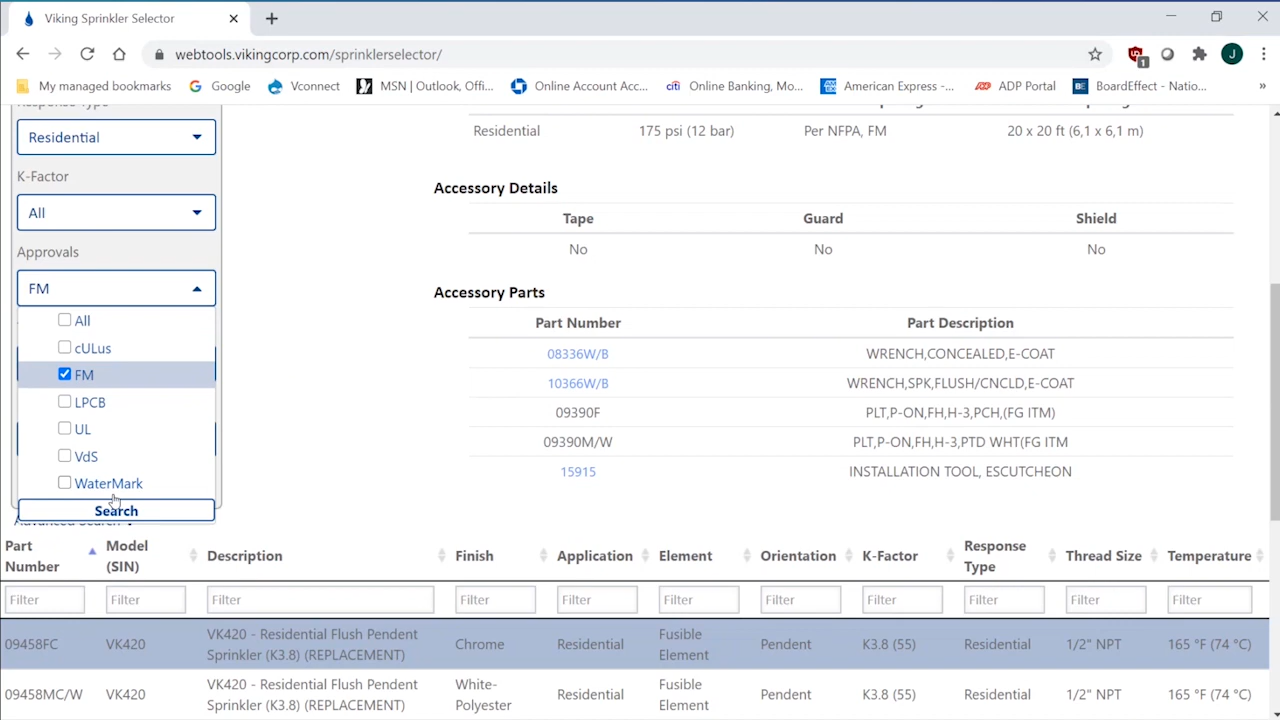 Viking Sprinkler Selector
webtools.vikingcorp.com/sprinklerselector/
1
J
My managed bookmarks
Google
Vconnect
MSN | Outlook, Offi...
Online Account Acc...
citi Online Banking, Mo...
American Express -...
ADP Portal
BE BoardEffect - Natio...
»
Response Type
Residential
K-Factor
All
Approvals
FM
All
cULus
FM
LPCB
UL
VdS
WaterMark
Search
Advanced Search
Residential 175 psi (12 bar) Per NFPA, FM 20 x 20 ft (6,1 x 6,1 m)
Accessory Details
Tape Guard Shield
No No No
Accessory Parts
Part Number Part Description
08336W/B WRENCH,CONCEALED,E-COAT
10366W/B WRENCH,SPK,FLUSH/CNCLD,E-COAT
09390F PLT,P-ON,FH,H-3,PCH,(FG ITM)
09390M/W PLT,P-ON,FH,H-3,PTD WHT(FG ITM
15915 INSTALLATION TOOL, ESCUTCHEON
Part Number Model (SIN) Description Finish Application Element Orientation K-Factor Response Type Thread Size Temperature
Filter Filter Filter Filter Filter Filter Filter Filter Filter Filter Filter
09458FC VK420 VK420 - Residential Flush Pendent Sprinkler (K3.8) (REPLACEMENT) Chrome Residential Fusible Element Pendent K3.8 (55) Residential 1/2" NPT 165 °F (74 °C)
09458MC/W VK420 VK420 - Residential Flush Pendent Sprinkler (K3.8) (REPLACEMENT) White-Polyester Residential Fusible Element Pendent K3.8 (55) Residential 1/2" NPT 165 °F (74 °C)